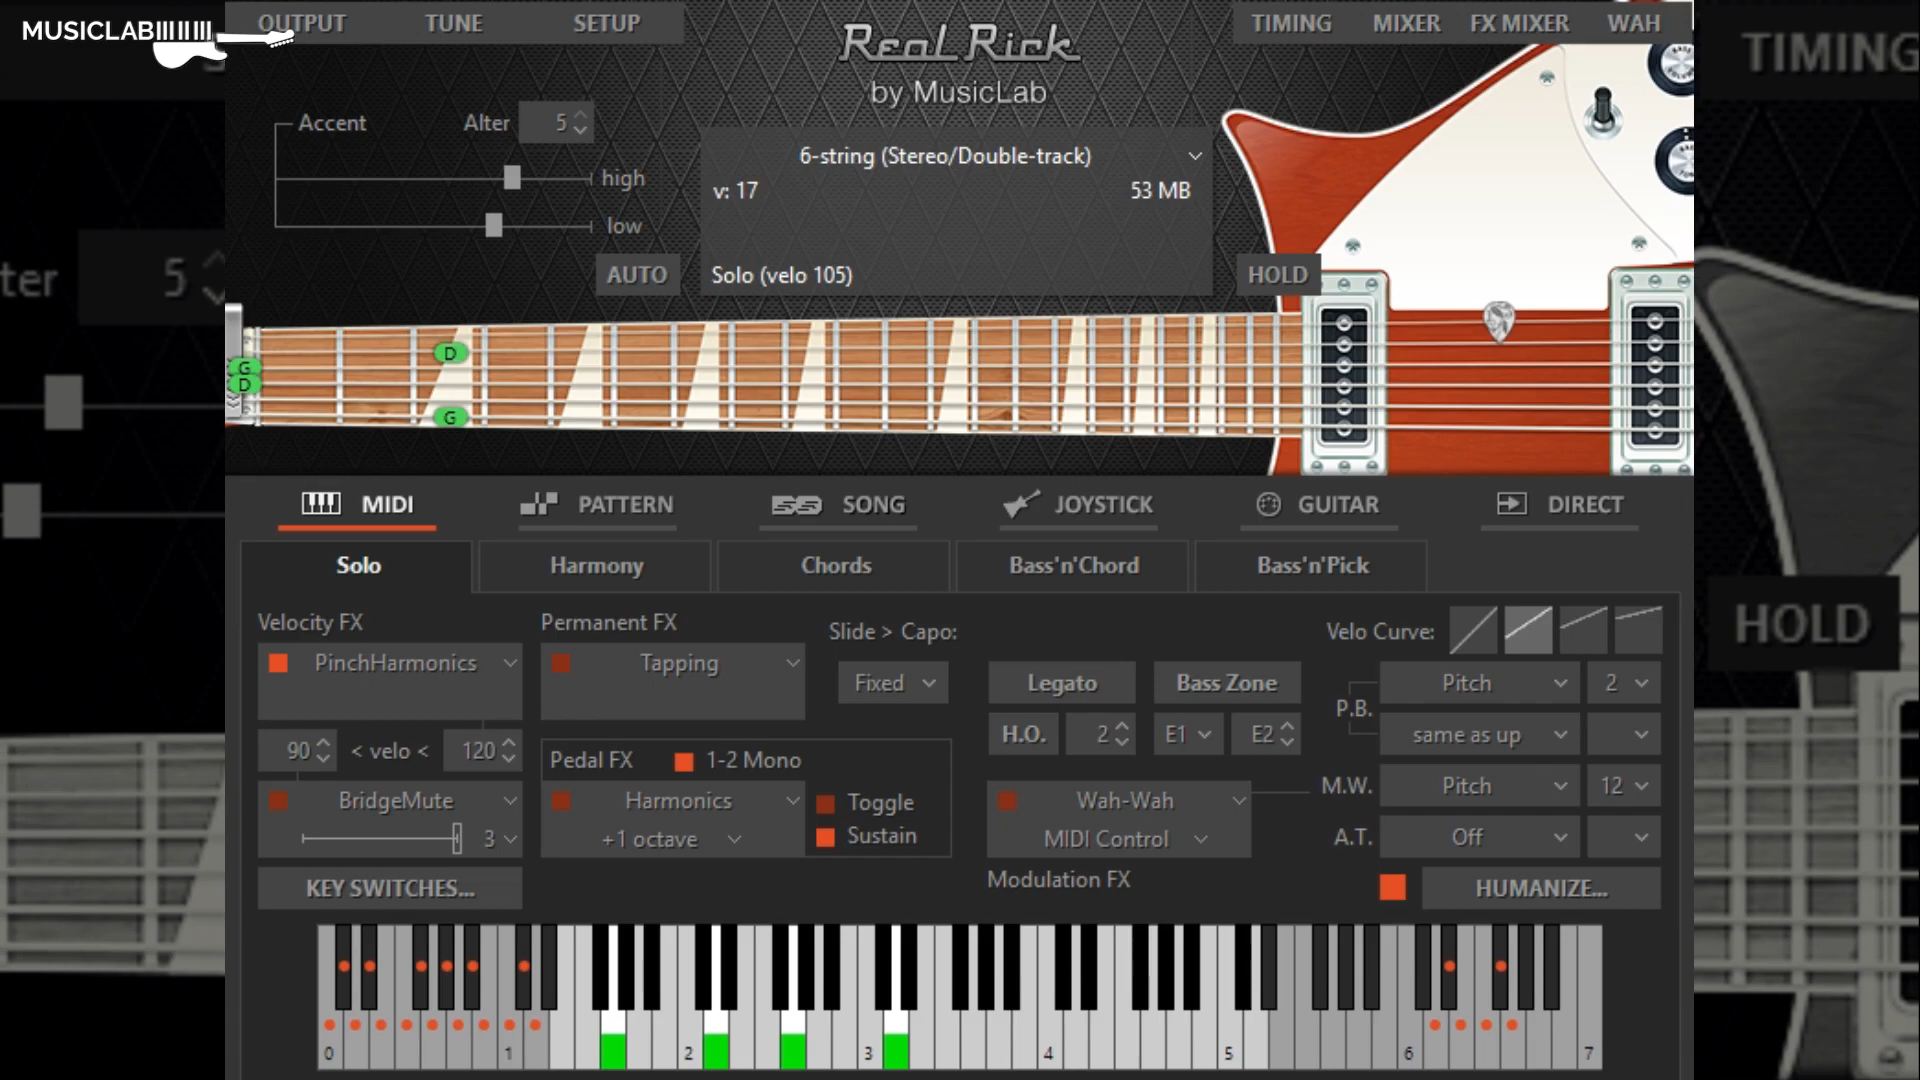 MUSICLAB
OUTPUT TUNE SETUP
Real Rick
by MusicLab
TIMING MIXER FX MIXER WAH
TIMING
Accent Alter 5
high
low
AUTO
6-string (Stereo/Double-track)
v: 17 53 MB
Solo (velo 105)
HOLD
ter 5
HOLD
D
G
D
G
MIDI PATTERN SONG JOYSTICK GUITAR DIRECT
Solo Harmony Chords Bass'n'Chord Bass'n'Pick
Velocity FX
PinchHarmonics
90 < velo < 120
BridgeMute
3
KEY SWITCHES...
Permanent FX
Tapping
Pedal FX 1-2 Mono
Harmonics
+1 octave
Toggle
Sustain
Slide > Capo:
Fixed
Legato Bass Zone
H.O. 2 E1 E2
Wah-Wah
MIDI Control
Modulation FX
Velo Curve:
P.B. Pitch 2
same as up
M.W. Pitch 12
A.T. Off
HUMANIZE...
0 1 2 3 4 5 6 7